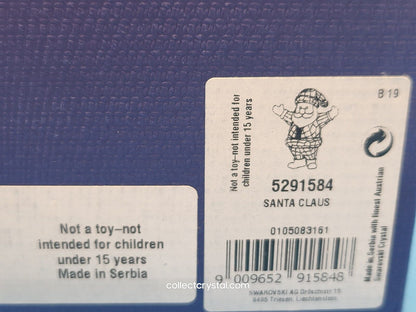 Not a toy–not intended for
children under 15 years
B 19
5291584
SANTA CLAUS
0105083161
9 009652 915848
SWAROVSKI AG Dröschistr. 15
9495 Triesen, Liechtenstein
Made in Serbia with finest Austrian
Swarovski Crystal
Not a toy–not
intended for children
under 15 years
Made in Serbia
collectcrystal.com